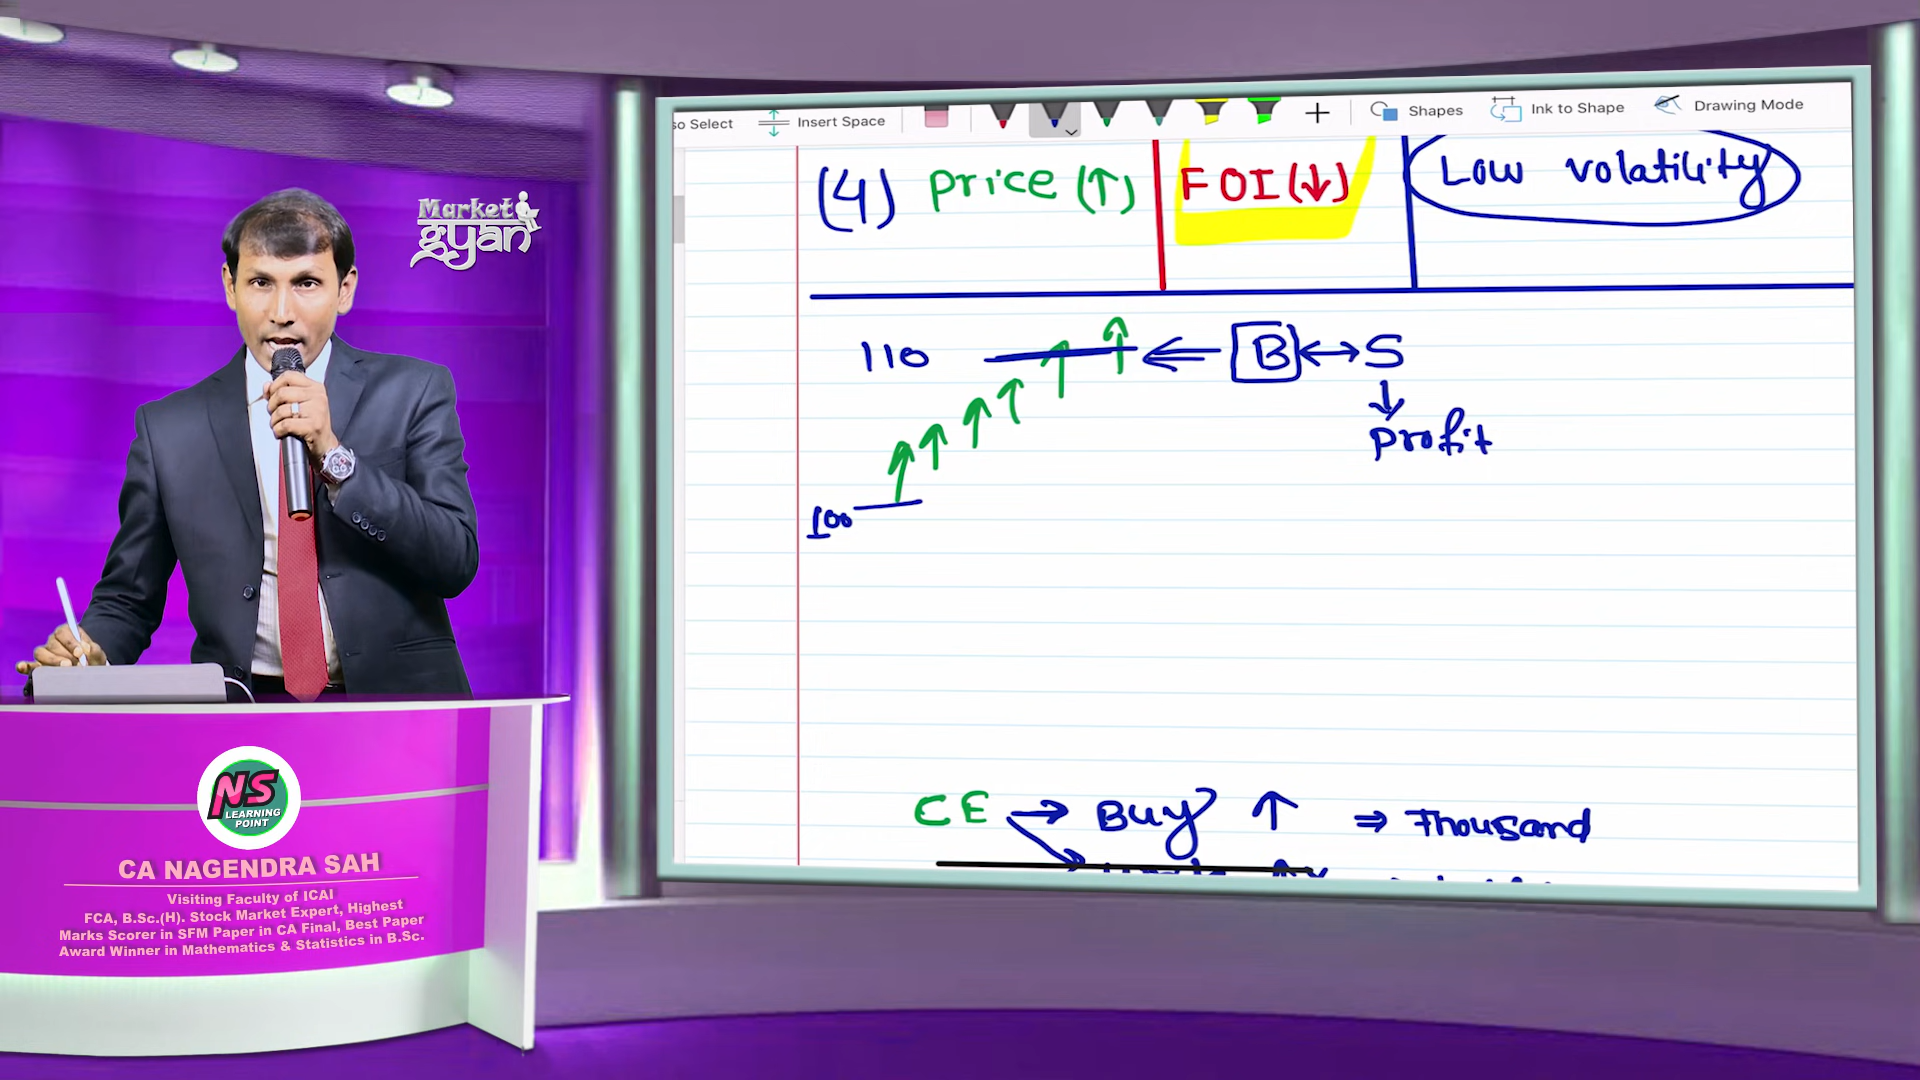 Market
gyan
so Select
Insert Space
Shapes
Ink to Shape
Drawing Mode
(4) Price (↑) FOI(↓) Low volatility
110 ← B ↔ S
↓
Profit
100
CE → Buy ↑ ⇒ Thousand
NS
LEARNING
POINT
CA NAGENDRA SAH
Visiting Faculty of ICAI
FCA, B.Sc.(H). Stock Market Expert, Highest
Marks Scorer in SFM Paper in CA Final, Best Paper
Award Winner in Mathematics & Statistics in B.Sc.